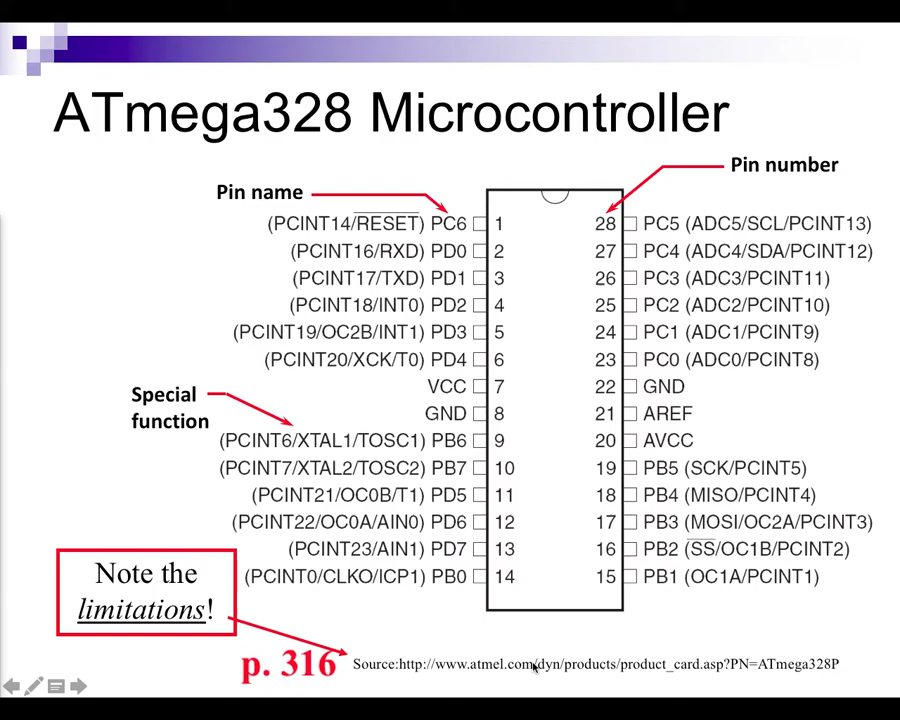 ATmega328 Microcontroller
Pin number
Pin name
(PCINT14/RESET) PC6 1 28 PC5 (ADC5/SCL/PCINT13)
(PCINT16/RXD) PD0 2 27 PC4 (ADC4/SDA/PCINT12)
(PCINT17/TXD) PD1 3 26 PC3 (ADC3/PCINT11)
(PCINT18/INT0) PD2 4 25 PC2 (ADC2/PCINT10)
(PCINT19/OC2B/INT1) PD3 5 24 PC1 (ADC1/PCINT9)
(PCINT20/XCK/T0) PD4 6 23 PC0 (ADC0/PCINT8)
VCC 7 22 GND
GND 8 21 AREF
Special
function
(PCINT6/XTAL1/TOSC1) PB6 9 20 AVCC
(PCINT7/XTAL2/TOSC2) PB7 10 19 PB5 (SCK/PCINT5)
(PCINT21/OC0B/T1) PD5 11 18 PB4 (MISO/PCINT4)
(PCINT22/OC0A/AIN0) PD6 12 17 PB3 (MOSI/OC2A/PCINT3)
(PCINT23/AIN1) PD7 13 16 PB2 (SS/OC1B/PCINT2)
(PCINT0/CLKO/ICP1) PB0 14 15 PB1 (OC1A/PCINT1)
Note the
limitations!
p. 316
Source:http://www.atmel.com/dyn/products/product_card.asp?PN=ATmega328P